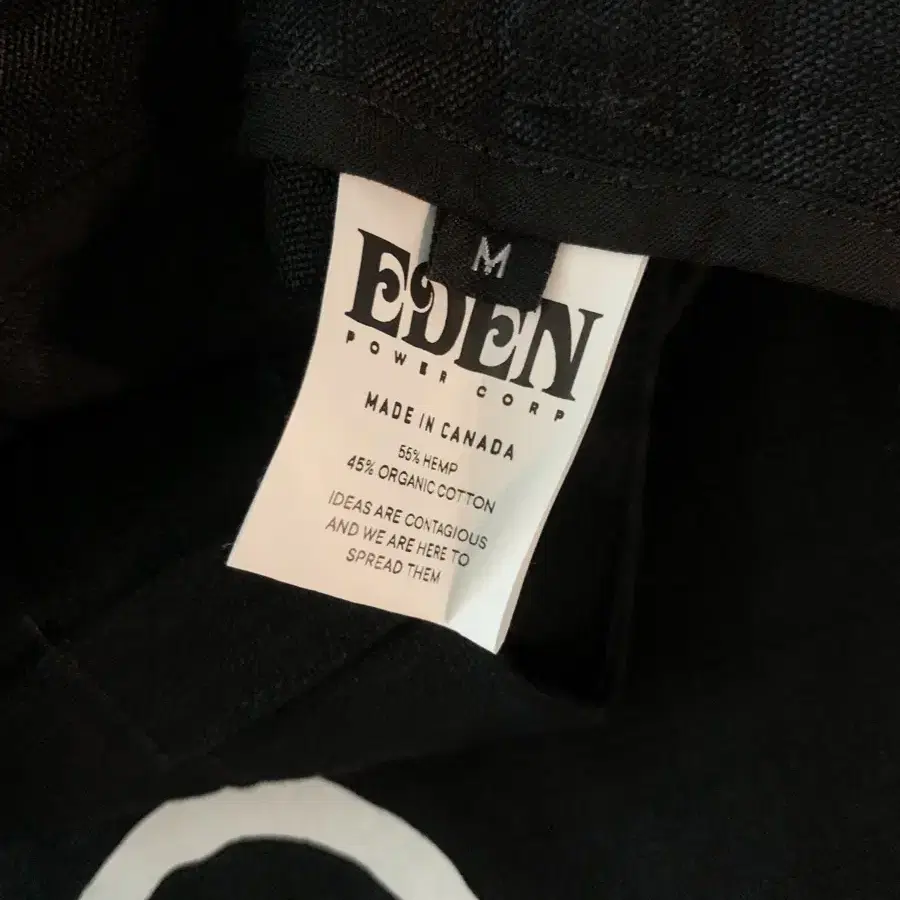 M
EDEN
POWER CORP
MADE IN CANADA
55% HEMP
45% ORGANIC COTTON
IDEAS ARE CONTAGIOUS
AND WE ARE HERE TO
SPREAD THEM